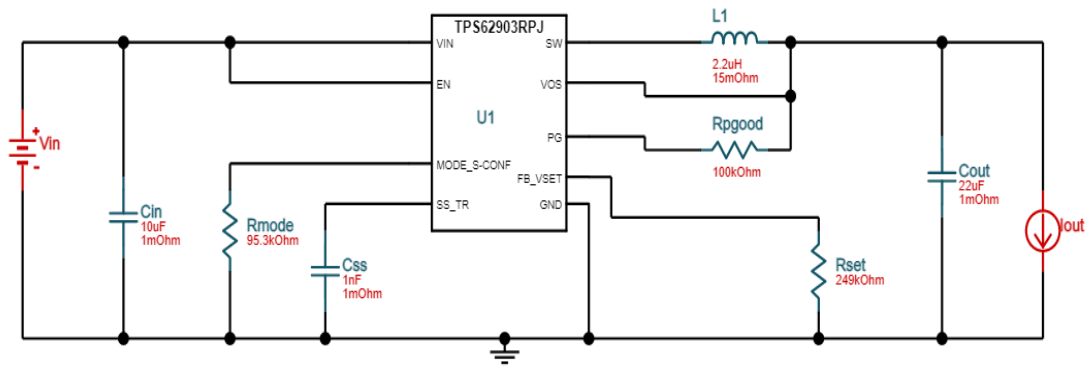 TPS62903RPJ
VIN
SW
L1
2.2uH
15mOhm
EN
VOS
U1
+
Vin
-
PG
Rpgood
100kOhm
MODE_S-CONF
FB_VSET
SS_TR
GND
Cin
10uF
1mOhm
Rmode
95.3kOhm
Css
1nF
1mOhm
Rset
249kOhm
Cout
22uF
1mOhm
Iout